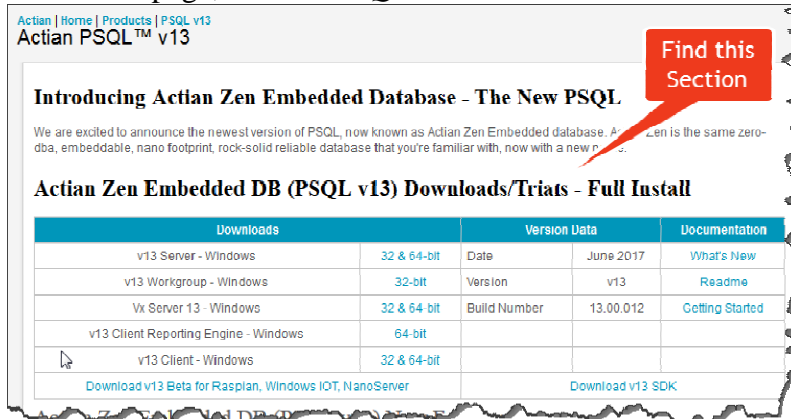 Actian | Home | Products | PSQL v13
Actian PSQL™ v13
Find this
Section
Introducing Actian Zen Embedded Database - The New PSQL
We are excited to announce the newest version of PSQL, now known as Actian Zen Embedded database. Zen is the same zero-
dba, embeddable, nano footprint, rock-solid reliable database that you're familiar with, now with a new
Actian Zen Embedded DB (PSQL v13) Downloads/Trials - Full Install
Downloads Version Data Documentation
v13 Server - Windows 32 & 64-bit Date June 2017 What's New
v13 Workgroup - Windows 32-bit Version v13 Readme
Vx Server 13 - Windows 32 & 64-bit Build Number 13.00.012 Getting Started
v13 Client Reporting Engine - Windows 64-bit
v13 Client - Windows 32 & 64-bit
Download v13 Beta for Raspian, Windows IOT, NanoServer Download v13 SDK